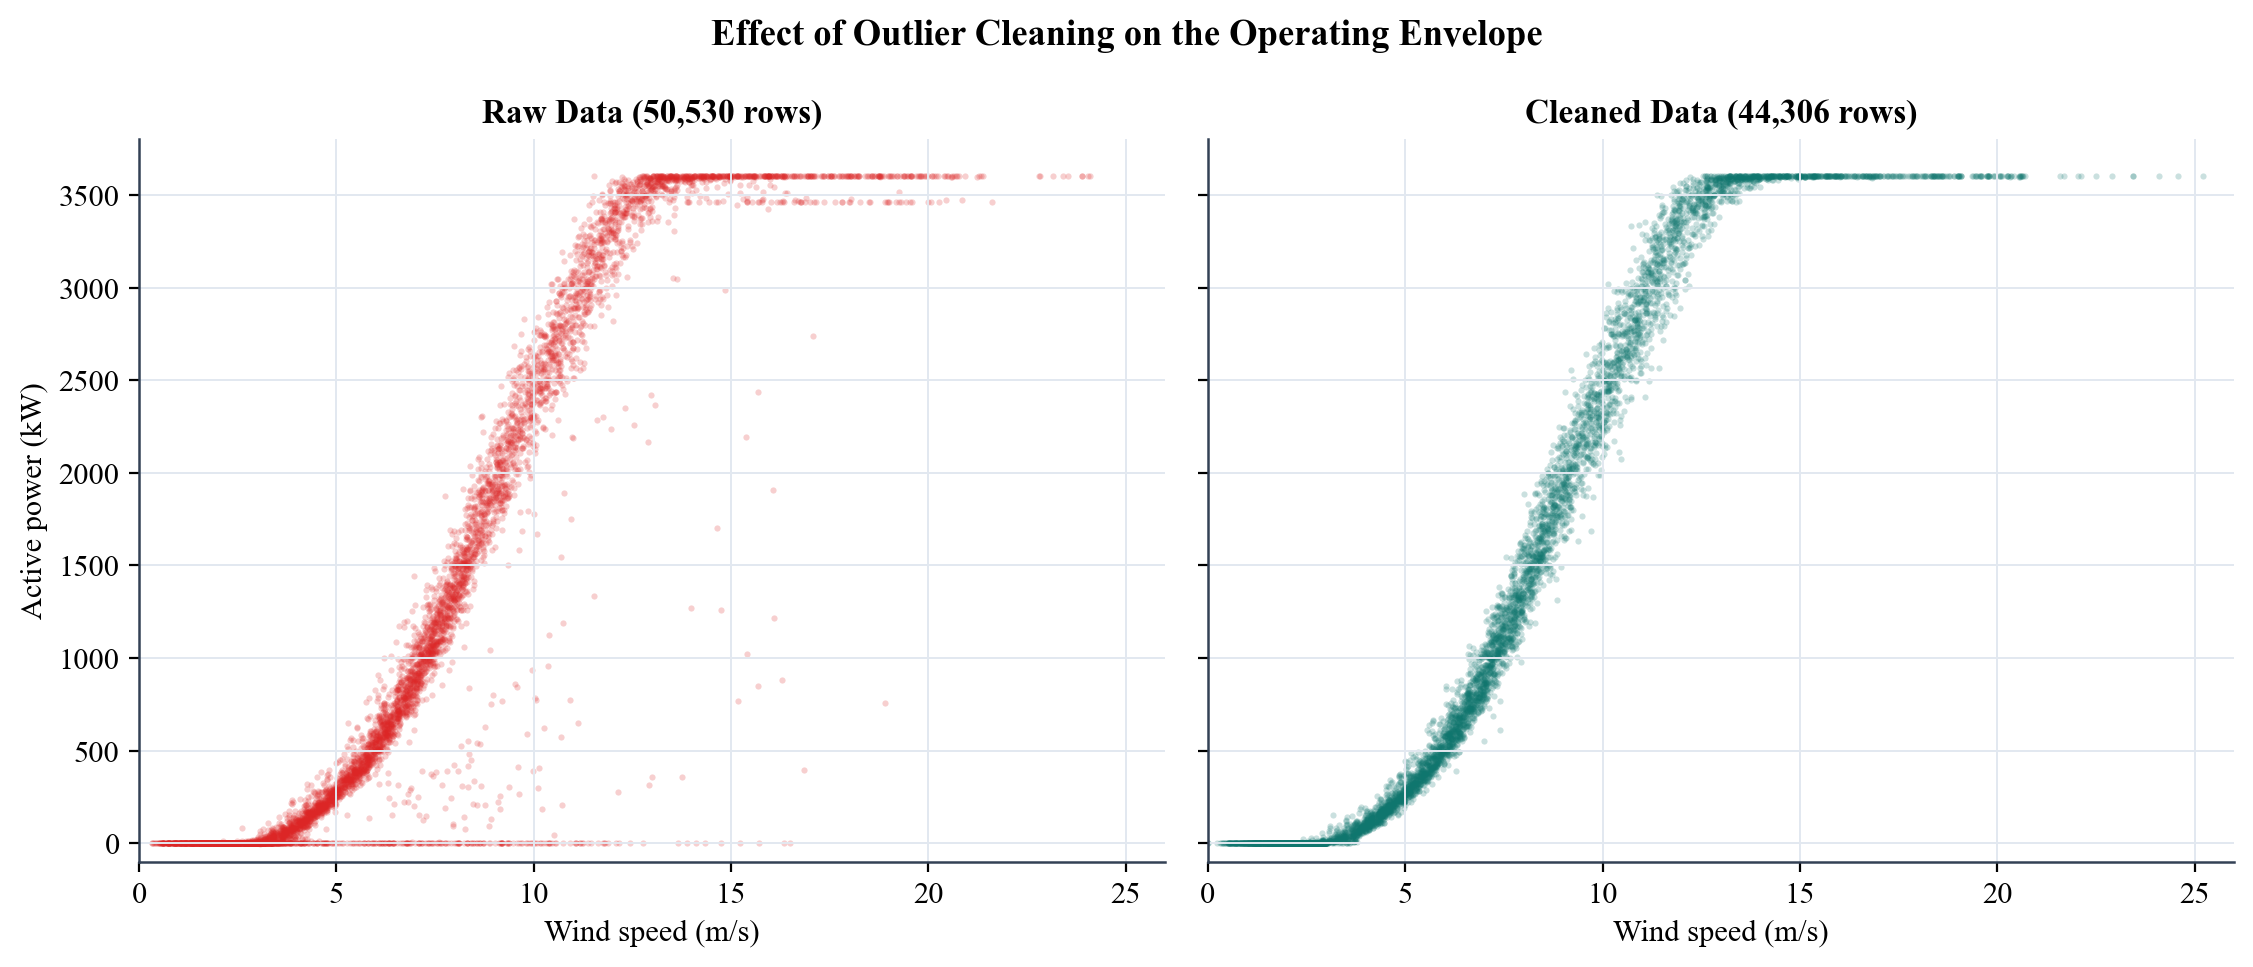 Effect of Outlier Cleaning on the Operating Envelope
Raw Data (50,530 rows)
Cleaned Data (44,306 rows)
Active power (kW)
3500
3000
2500
2000
1500
1000
500
0
0 5 10 15 20 25
0 5 10 15 20 25
Wind speed (m/s)
Wind speed (m/s)